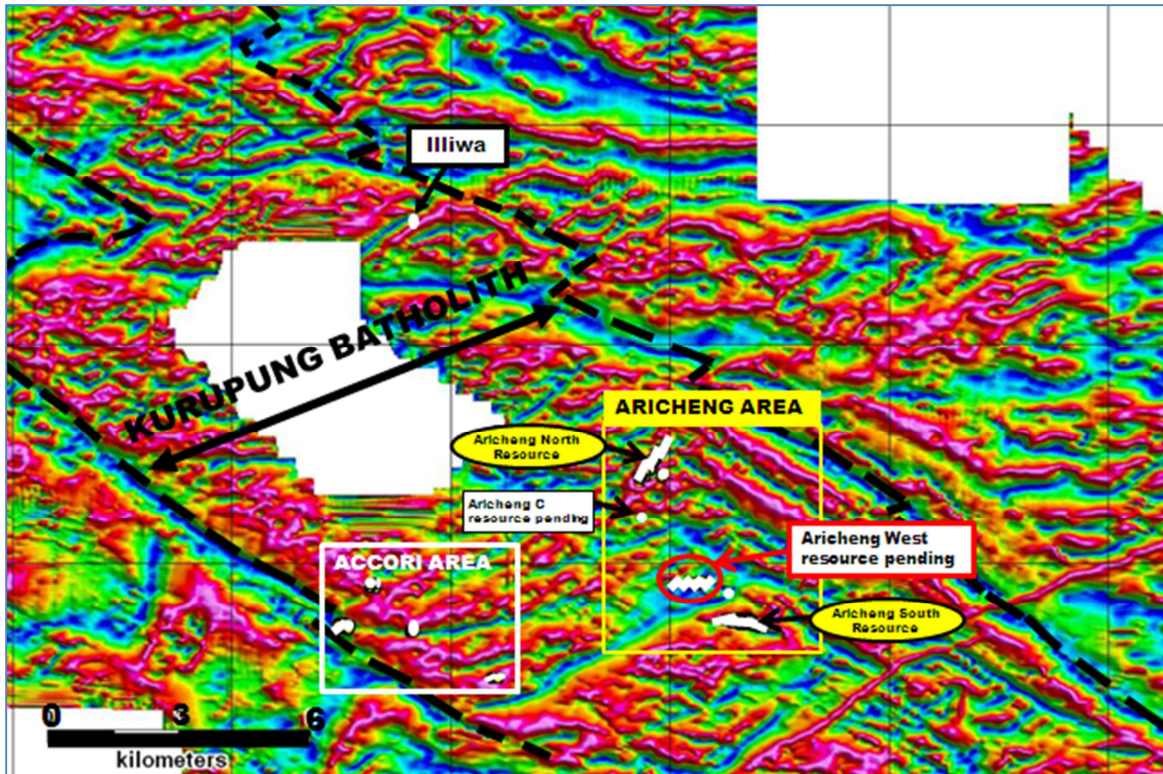 Illiwa
KURUPUNG BATHOLITH
ARICHENG AREA
Aricheng North
Resource
Aricheng C
resource pending
Aricheng West
resource pending
ACCORI AREA
Aricheng South
Resource
0 3 6
kilometers